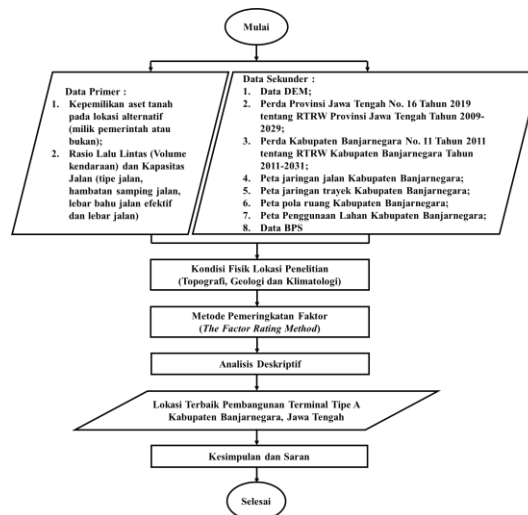 Mulai
Data Primer :
1. Kepemilikan aset tanah
pada lokasi alternatif
(milik pemerintah atau
bukan);
2. Rasio Lalu Lintas (Volume
kendaraan) dan Kapasitas
Jalan (tipe jalan,
hambatan samping jalan,
lebar bahu jalan efektif
dan lebar jalan)
Data Sekunder :
1. Data DEM;
2. Perda Provinsi Jawa Tengah No. 16 Tahun 2019
tentang RTRW Provinsi Jawa Tengah Tahun 2009-
2029;
3. Perda Kabupaten Banjarnegara No. 11 Tahun 2011
tentang RTRW Kabupaten Banjarnegara Tahun
2011-2031;
4. Peta jaringan jalan Kabupaten Banjarnegara;
5. Peta jaringan trayek Kabupaten Banjarnegara;
6. Peta pola ruang Kabupaten Banjarnegara;
7. Peta Penggunaan Lahan Kabupaten Banjarnegara;
8. Data BPS
Kondisi Fisik Lokasi Penelitian
(Topografi, Geologi dan Klimatologi)
Metode Pemeringkatan Faktor
(The Factor Rating Method)
Analisis Deskriptif
Lokasi Terbaik Pembangunan Terminal Tipe A
Kabupaten Banjarnegara, Jawa Tengah
Kesimpulan dan Saran
Selesai